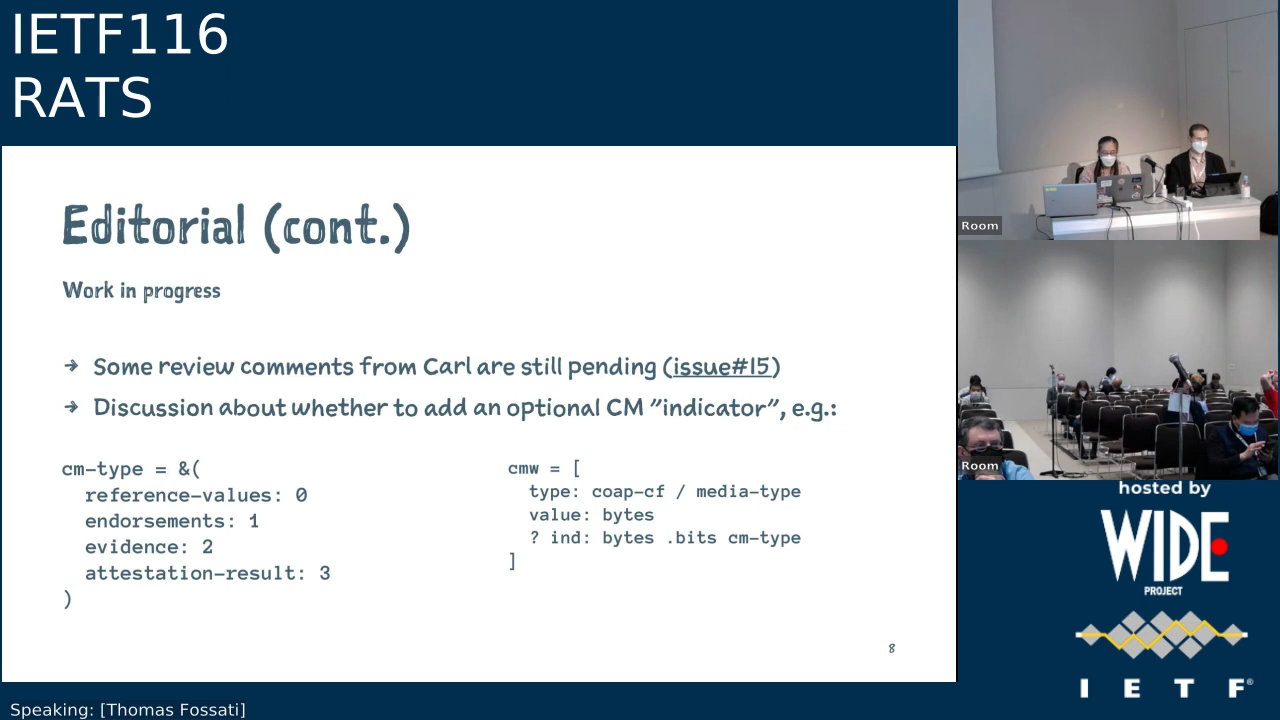 IETF116
RATS
Editorial (cont.)
Work in progress
→ Some review comments from Carl are still pending (issue#15)
→ Discussion about whether to add an optional CM "indicator", e.g.:
cm-type = &(
reference-values: 0
endorsements: 1
evidence: 2
attestation-result: 3
)
cmw = [
type: coap-cf / media-type
value: bytes
? ind: bytes .bits cm-type
]
8
Room
Room
hosted by
WIDE
PROJECT
I E T F®
Speaking: [Thomas Fossati]